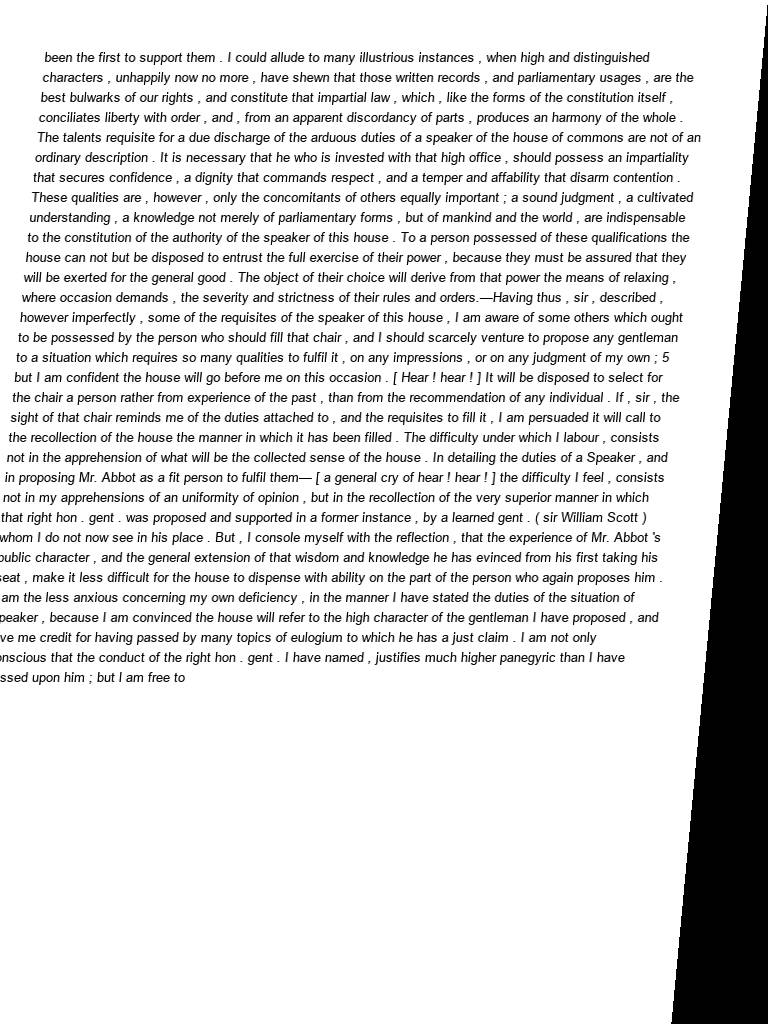 been the first to support them . I could allude to many illustrious instances , when high and distinguished
characters , unhappily now no more , have shewn that those written records , and parliamentary usages , are the
best bulwarks of our rights , and constitute that impartial law , which , like the forms of the constitution itself ,
conciliates liberty with order , and , from an apparent discordancy of parts , produces an harmony of the whole .
The talents requisite for a due discharge of the arduous duties of a speaker of the house of commons are not of an
ordinary description . It is necessary that he who is invested with that high office , should possess an impartiality
that secures confidence , a dignity that commands respect , and a temper and affability that disarm contention .
These qualities are , however , only the concomitants of others equally important ; a sound judgment , a cultivated
understanding , a knowledge not merely of parliamentary forms , but of mankind and the world , are indispensable
to the constitution of the authority of the speaker of this house . To a person possessed of these qualifications the
house can not but be disposed to entrust the full exercise of their power , because they must be assured that they
will be exerted for the general good . The object of their choice will derive from that power the means of relaxing ,
where occasion demands , the severity and strictness of their rules and orders.—Having thus , sir , described ,
however imperfectly , some of the requisites of the speaker of this house , I am aware of some others which ought
to be possessed by the person who should fill that chair , and I should scarcely venture to propose any gentleman
to a situation which requires so many qualities to fulfil it , on any impressions , or on any judgment of my own ; 5
but I am confident the house will go before me on this occasion . [ Hear ! hear ! ] It will be disposed to select for
the chair a person rather from experience of the past , than from the recommendation of any individual . If , sir , the
sight of that chair reminds me of the duties attached to , and the requisites to fill it , I am persuaded it will call to
the recollection of the house the manner in which it has been filled . The difficulty under which I labour , consists
not in the apprehension of what will be the collected sense of the house . In detailing the duties of a Speaker , and
in proposing Mr. Abbot as a fit person to fulfil them— [ a general cry of hear ! hear ! ] the difficulty I feel , consists
not in my apprehensions of an uniformity of opinion , but in the recollection of the very superior manner in which
that right hon . gent . was proposed and supported in a former instance , by a learned gent . ( sir William Scott )
whom I do not now see in his place . But , I console myself with the reflection , that the experience of Mr. Abbot 's
public character , and the general extension of that wisdom and knowledge he has evinced from his first taking his
seat , make it less difficult for the house to dispense with ability on the part of the person who again proposes him .
am the less anxious concerning my own deficiency , in the manner I have stated the duties of the situation of
peaker , because I am convinced the house will refer to the high character of the gentleman I have proposed , and
ve me credit for having passed by many topics of eulogium to which he has a just claim . I am not only
onscious that the conduct of the right hon . gent . I have named , justifies much higher panegyric than I have
ssed upon him ; but I am free to